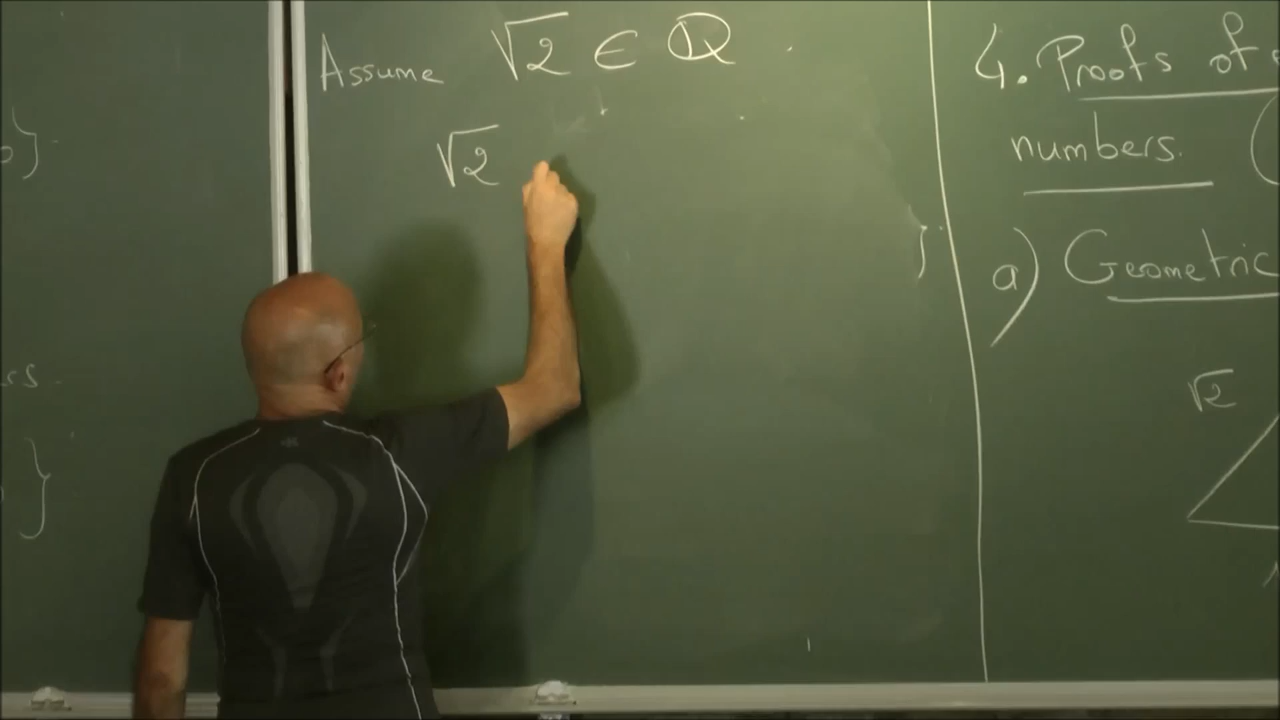 Assume √2 ∈ ℚ
√2
4. Proofs of
numbers.
a) Geometric
√2